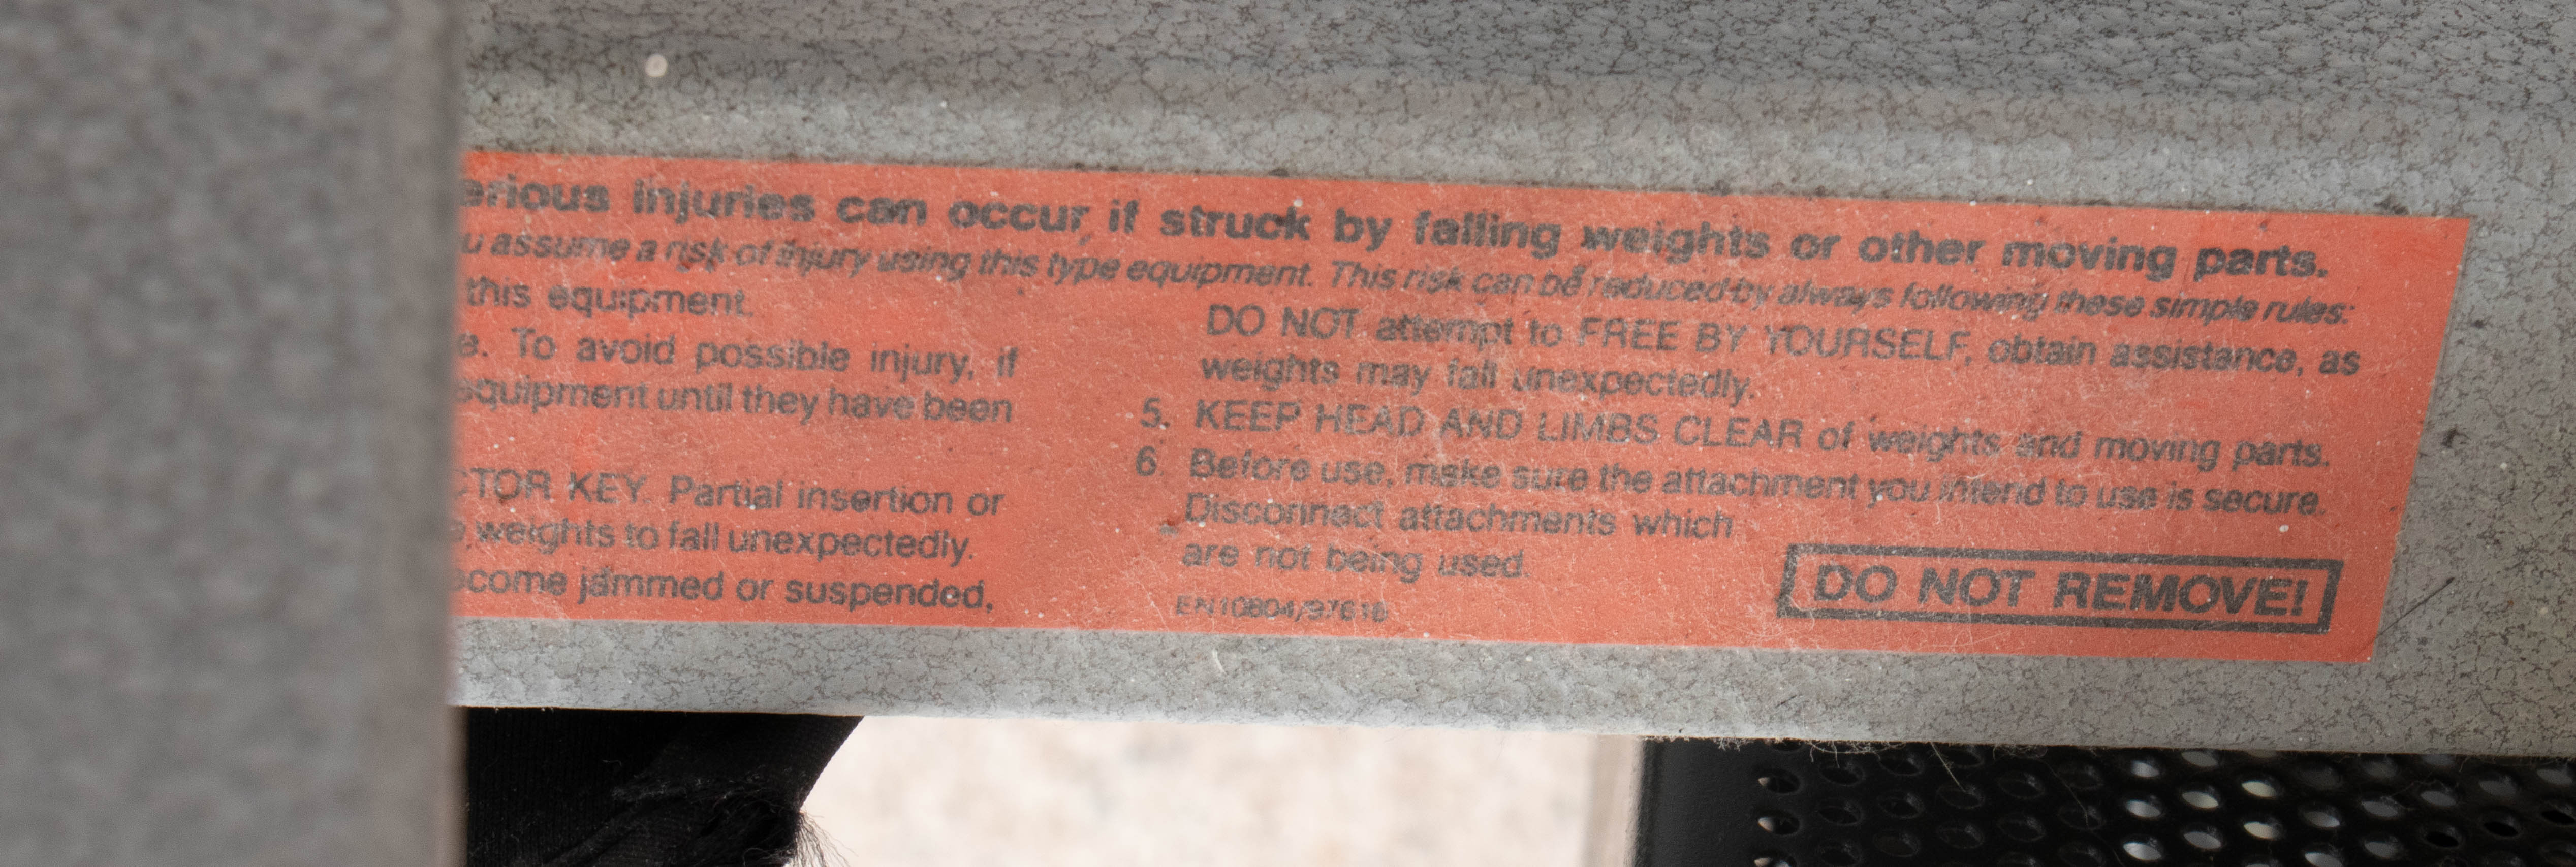 erious injuries can occur, if struck by falling weights or other moving parts.
u assume a risk of injury using this type equipment. This risk can be reduced by always following these simple rules:
this equipment.
e. To avoid possible injury, if
equipment until they have been
CTOR KEY. Partial insertion or
e weights to fall unexpectedly.
ecome jammed or suspended,
DO NOT attempt to FREE BY YOURSELF, obtain assistance, as
weights may fall unexpectedly.
5. KEEP HEAD AND LIMBS CLEAR of weights and moving parts.
6. Before use, make sure the attachment you intend to use is secure.
Disconnect attachments which
are not being used.
DO NOT REMOVE!